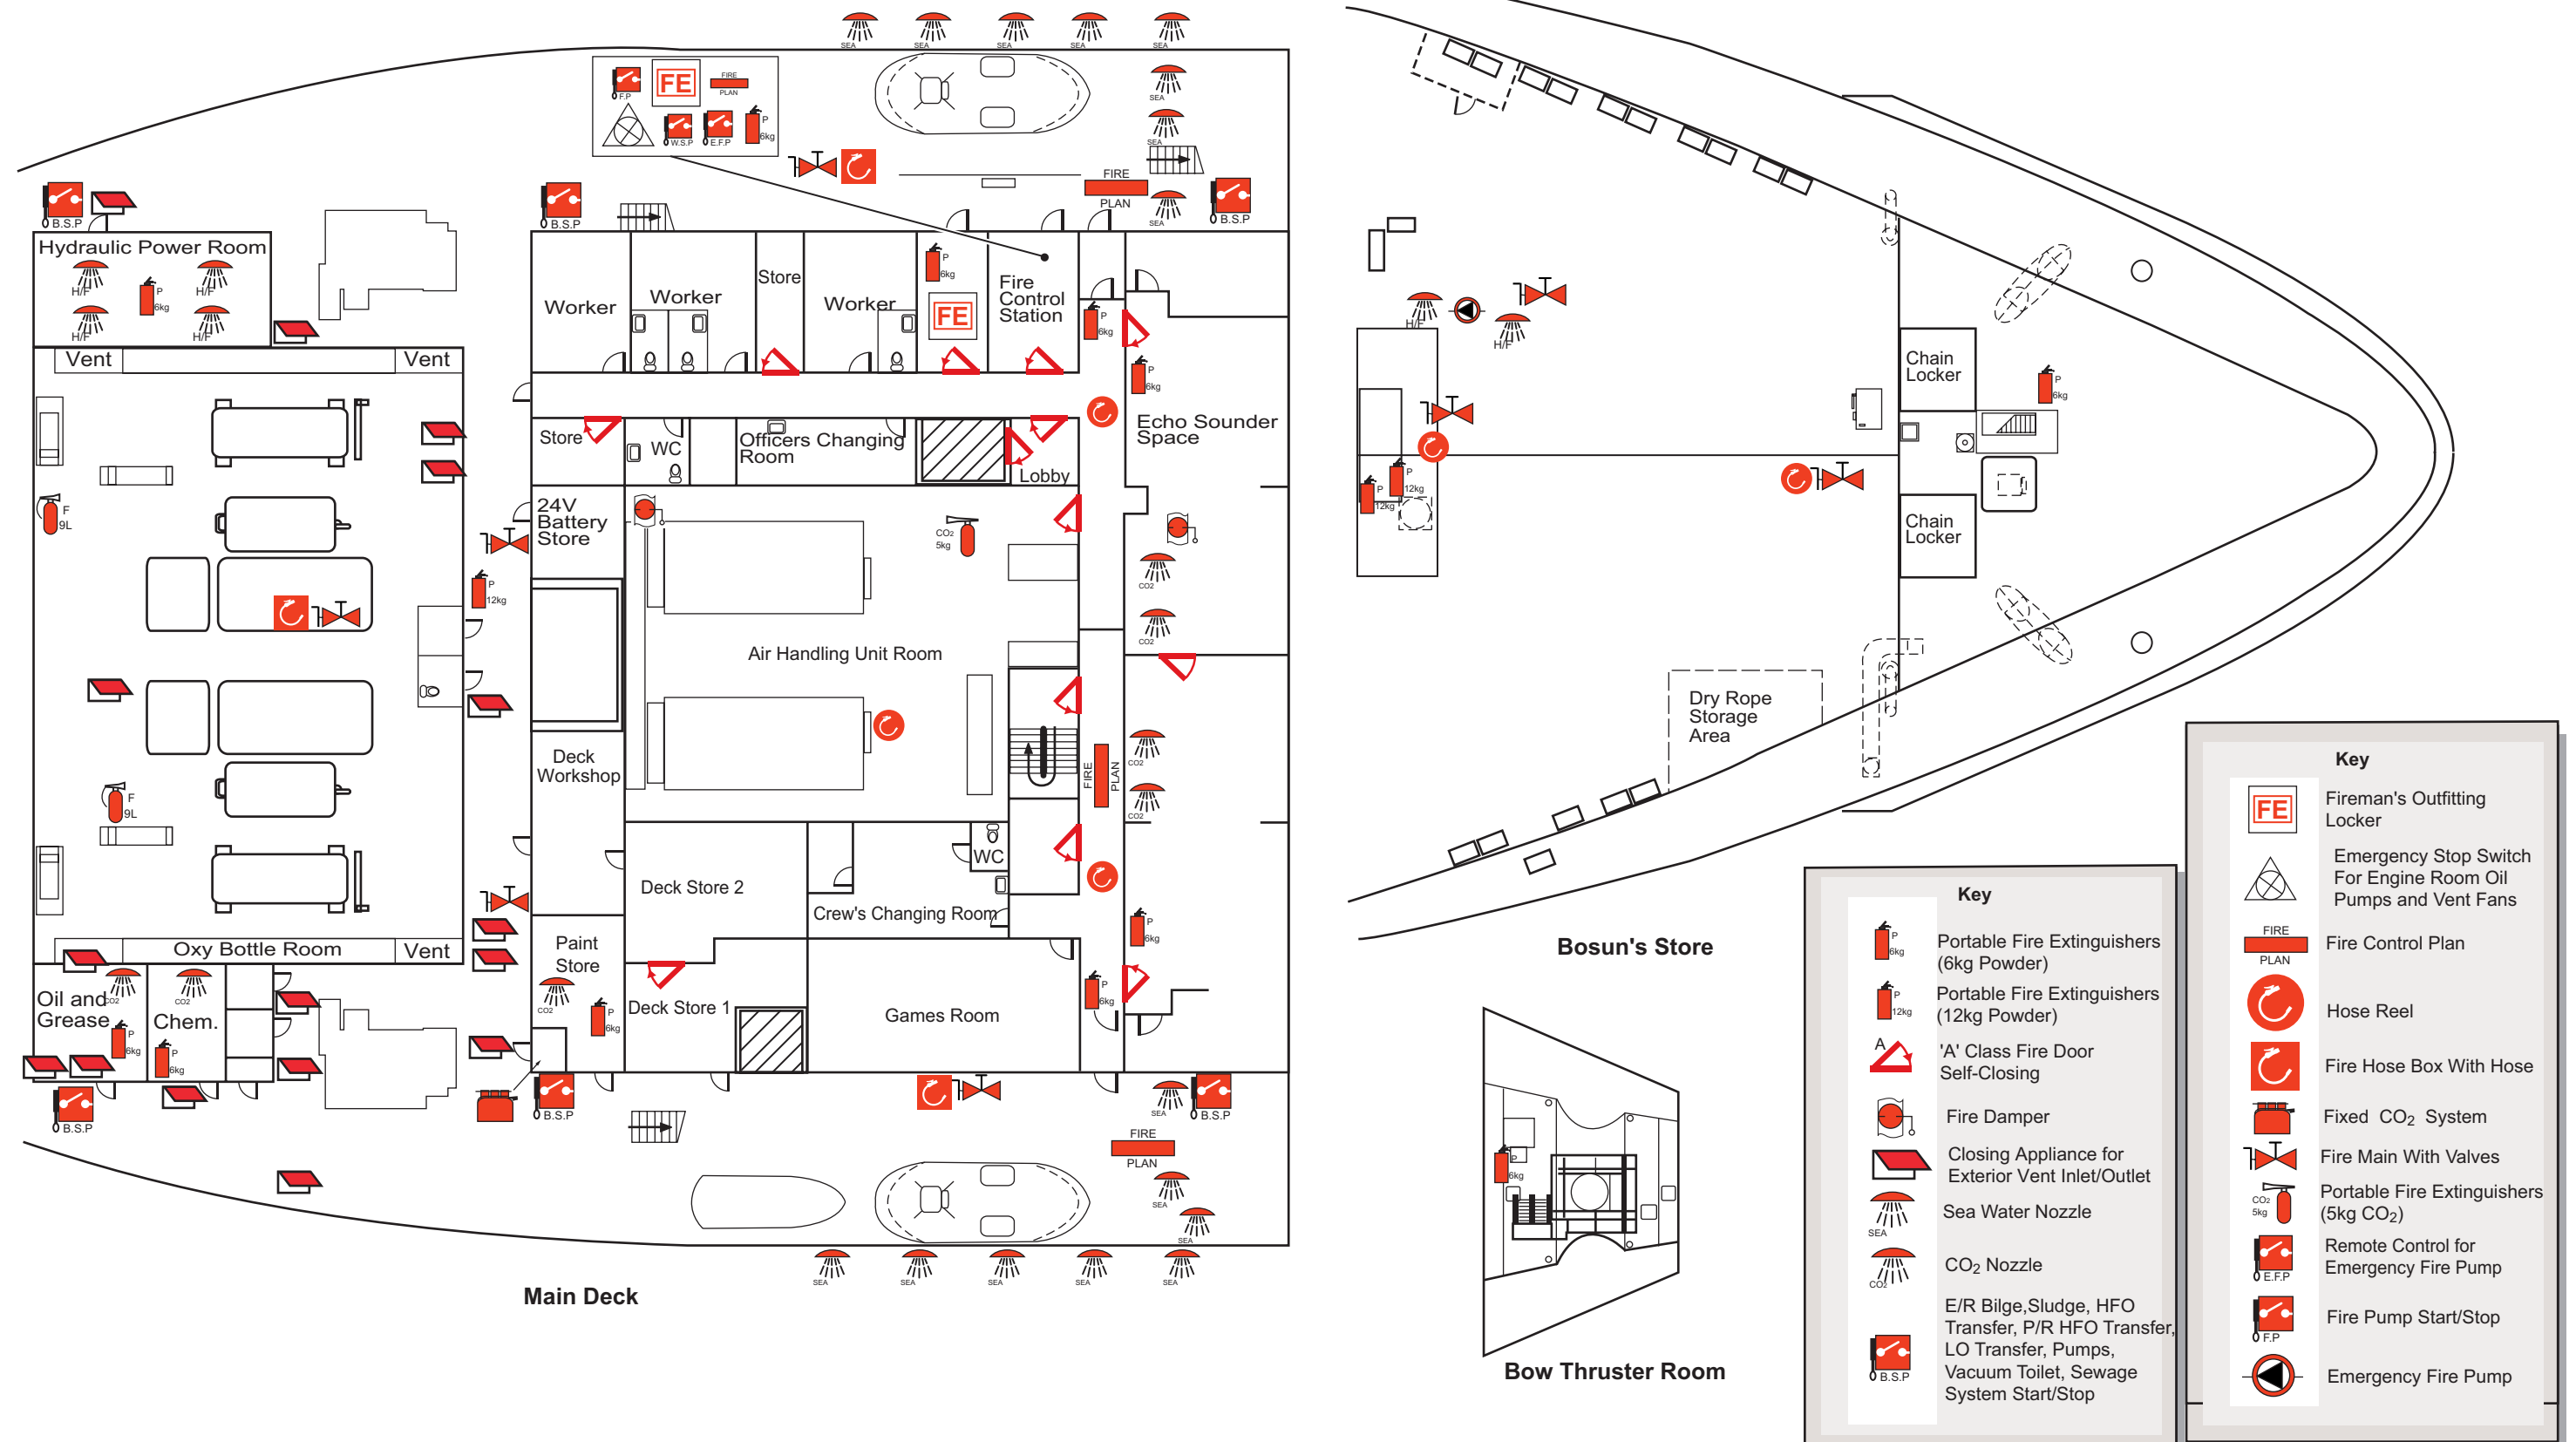 SEA
SEA
SEA
SEA
SEA
F.P
FE
FIRE
PLAN
W.S.P
E.F.P
P
6kg
SEA
SEA
FIRE
PLAN
SEA
B.S.P
B.S.P
B.S.P
Hydraulic Power Room
H/F
H/F
P
6kg
H/F
H/F
Vent
Vent
Worker
Worker
Store
Worker
P
6kg
FE
Fire
Control
Station
P
6kg
P
6kg
Echo Sounder
Space
Store
WC
Officers Changing
Room
Lobby
24V
Battery
Store
CO2
5kg
F
9L
P
12kg
CO2
CO2
Air Handling Unit Room
Deck
Workshop
FIRE
PLAN
CO2
CO2
F
9L
Deck Store 2
WC
Crew's Changing Room
P
6kg
Oxy Bottle Room
Vent
Paint
Store
CO2
P
6kg
Deck Store 1
Games Room
P
6kg
Oil and
Grease
CO2
P
6kg
CO2
Chem.
P
6kg
B.S.P
B.S.P
SEA
B.S.P
FIRE
PLAN
SEA
SEA
SEA
SEA
SEA
SEA
SEA
Main Deck
H/F
H/F
P
12kg
P
12kg
Chain
Locker
P
6kg
Chain
Locker
Dry Rope
Storage
Area
Bosun's Store
P
6kg
Bow Thruster Room
Key
P
6kg
Portable Fire Extinguishers
(6kg Powder)
P
12kg
Portable Fire Extinguishers
(12kg Powder)
A
'A' Class Fire Door
Self-Closing
Fire Damper
Closing Appliance for
Exterior Vent Inlet/Outlet
SEA
Sea Water Nozzle
CO2
CO2 Nozzle
B.S.P
E/R Bilge,Sludge, HFO
Transfer, P/R HFO Transfer,
LO Transfer, Pumps,
Vacuum Toilet, Sewage
System Start/Stop
Key
FE
Fireman's Outfitting
Locker
Emergency Stop Switch
For Engine Room Oil
Pumps and Vent Fans
FIRE
PLAN
Fire Control Plan
Hose Reel
Fire Hose Box With Hose
Fixed CO2 System
Fire Main With Valves
CO2
5kg
Portable Fire Extinguishers
(5kg CO2)
E.F.P
Remote Control for
Emergency Fire Pump
F.P
Fire Pump Start/Stop
Emergency Fire Pump